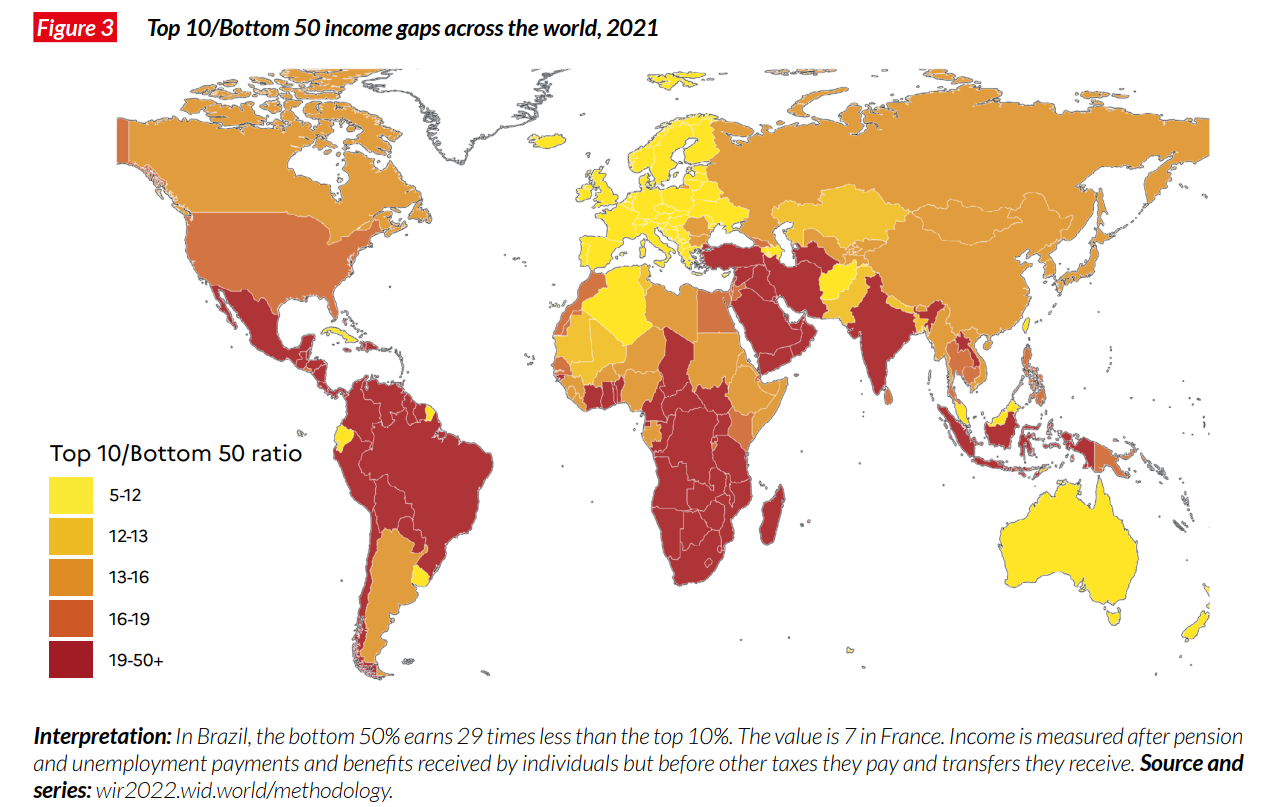 Figure 3 Top 10/Bottom 50 income gaps across the world, 2021
Top 10/Bottom 50 ratio
5-12
12-13
13-16
16-19
19-50+
Interpretation: In Brazil, the bottom 50% earns 29 times less than the top 10%. The value is 7 in France. Income is measured after pension
and unemployment payments and benefits received by individuals but before other taxes they pay and transfers they receive. Source and
series: wir2022.wid.world/methodology.